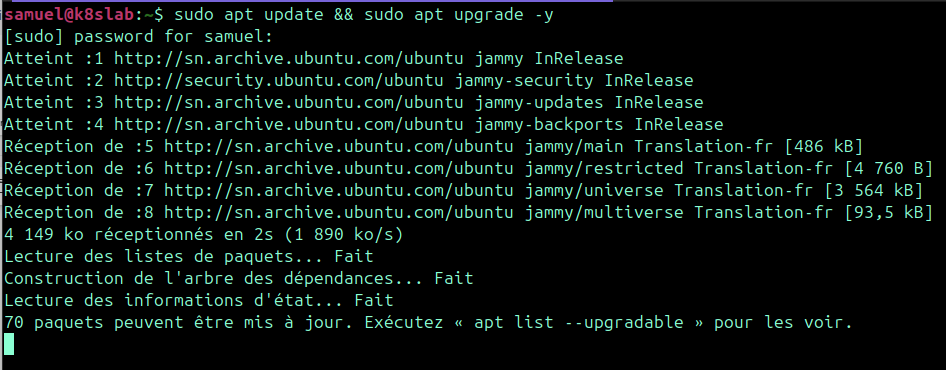 samuel@k8slab:~$ sudo apt update && sudo apt upgrade -y
[sudo] password for samuel:
Atteint :1 http://sn.archive.ubuntu.com/ubuntu jammy InRelease
Atteint :2 http://security.ubuntu.com/ubuntu jammy-security InRelease
Atteint :3 http://sn.archive.ubuntu.com/ubuntu jammy-updates InRelease
Atteint :4 http://sn.archive.ubuntu.com/ubuntu jammy-backports InRelease
Réception de :5 http://sn.archive.ubuntu.com/ubuntu jammy/main Translation-fr [486 kB]
Réception de :6 http://sn.archive.ubuntu.com/ubuntu jammy/restricted Translation-fr [4 760 B]
Réception de :7 http://sn.archive.ubuntu.com/ubuntu jammy/universe Translation-fr [3 564 kB]
Réception de :8 http://sn.archive.ubuntu.com/ubuntu jammy/multiverse Translation-fr [93,5 kB]
4 149 ko réceptionnés en 2s (1 890 ko/s)
Lecture des listes de paquets... Fait
Construction de l'arbre des dépendances... Fait
Lecture des informations d'état... Fait
70 paquets peuvent être mis à jour. Exécutez « apt list --upgradable » pour les voir.